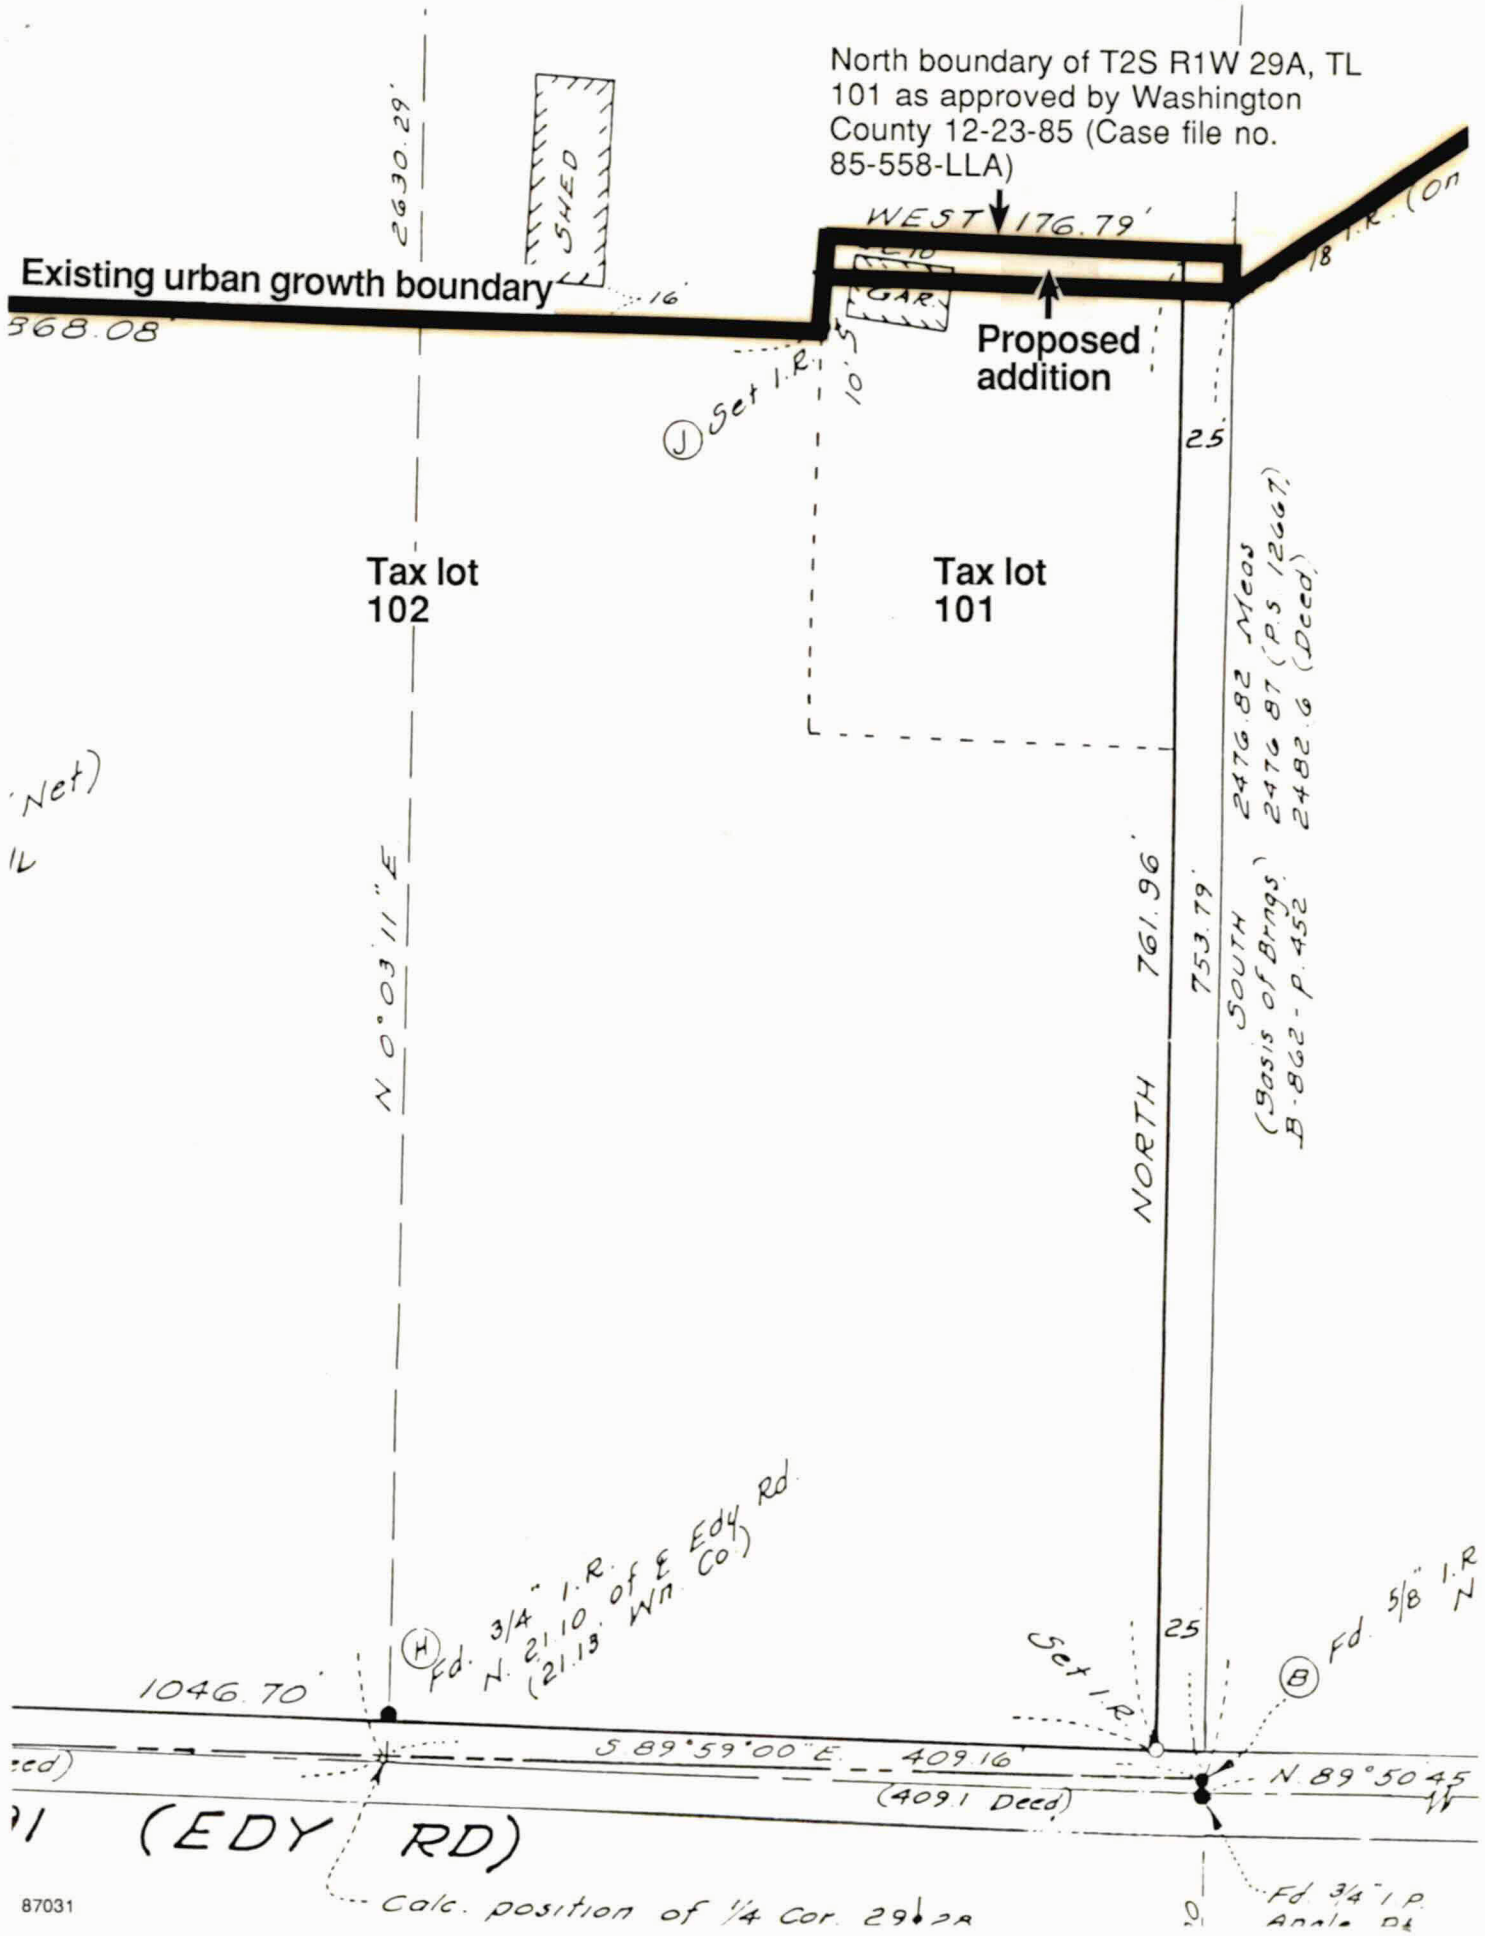 North boundary of T2S R1W 29A, TL
101 as approved by Washington
County 12-23-85 (Case file no.
85-558-LLA)
2630.29'
SHED
WEST 176.79'
I.R. (On
Existing urban growth boundary
16'
GAR.
368.08'
Proposed
addition
10'
Set I.R.
J
25'
Tax lot
102
Tax lot
101
2476.82 Meas
2476.87 (P.S. 12667)
2482.6 (Deed)
Net)
N 0°03'11"E
NORTH 761.96'
753.79'
SOUTH
(Basis of Brngs.)
B-862-P.452
H
Fd. 3/4" I.R.
N. 21.10' of ℄ Edy Rd.
(21.13' Wn. Co.)
Set I.R.
25
B
Fd. 5/8" I.R
N
1046.70'
S.89°59'00"E. 409.16'
(409.1 Deed)
N.89°50'45
W
eed)
(EDY RD)
87031
Calc. position of 1/4 Cor.
Fd. 3/4" I.P.